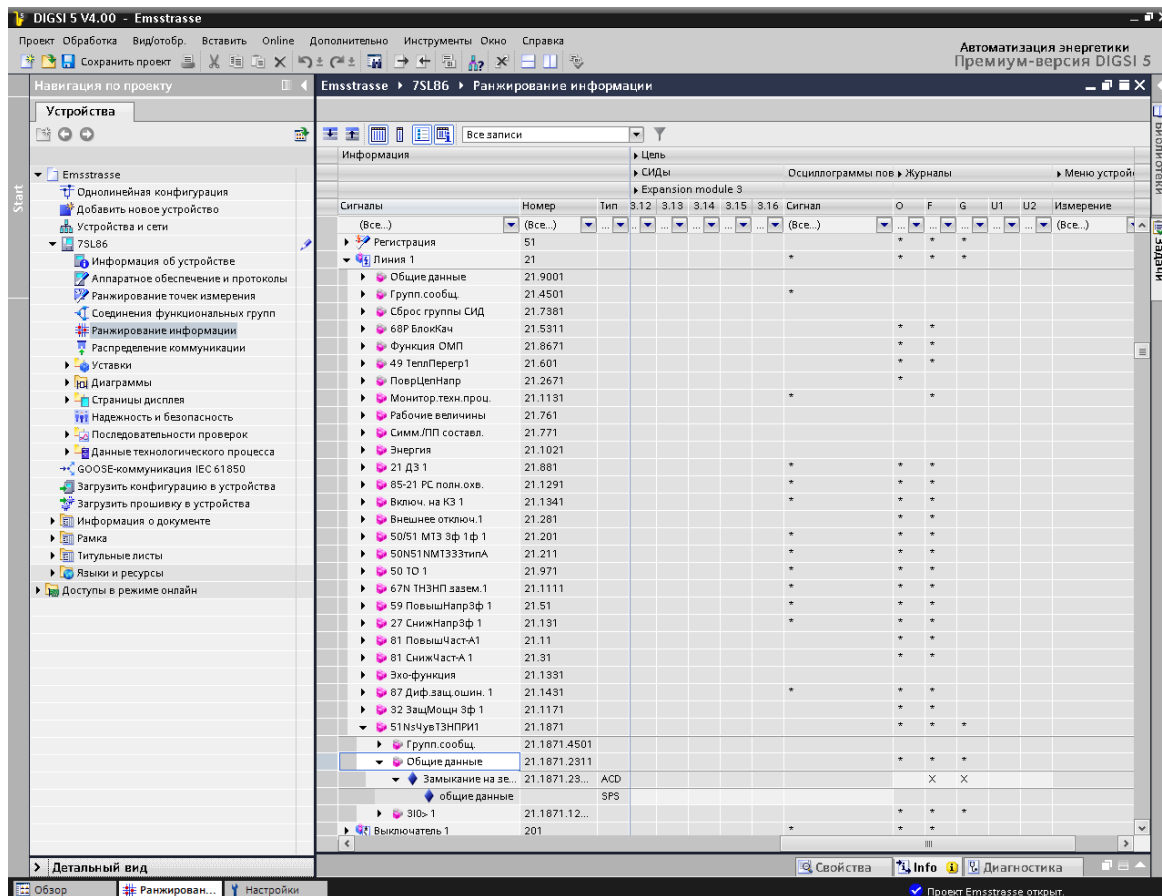 DIGSI 5 V4.00 - Emsstrasse
Проект Обработка Вид/отобр. Вставить Online Дополнительно Инструменты Окно Справка
Сохранить проект
Автоматизация энергетики
Премиум-версия DIGSI 5
Навигация по проекту
Emsstrasse 7SL86 Ранжирование информации
Устройства
Все записи
Информация Цель
СИДы Осциллограммы пов Журналы Меню устрой
Expansion module 3
Сигналы Номер Тип 3.12 3.13 3.14 3.15 3.16 Сигнал O F G U1 U2 Измерение
(Все...) (Все...) ... ... ... ... ... (Все...) ... ... ... ... ... (Все...)
Start
Библиотеки
Задачи
Emsstrasse
Однолинейная конфигурация
Добавить новое устройство
Устройства и сети
7SL86
Информация об устройстве
Аппаратное обеспечение и протоколы
Ранжирование точек измерения
Соединения функциональных групп
Ранжирование информации
Распределение коммуникации
Уставки
Диаграммы
Страницы дисплея
Надежность и безопасность
Последовательности проверок
Данные технологического процесса
GOOSE-коммуникация IEC 61850
Загрузить конфигурацию в устройства
Загрузить прошивку в устройства
Информация о документе
Рамка
Титульные листы
Языки и ресурсы
Доступы в режиме онлайн
Регистрация 51 * * *
Линия 1 21 * * * *
Общие данные 21.9001
Групп.сообщ. 21.4501 *
Сброс группы СИД 21.7381
68P БлокКач 21.5311 * *
Функция ОМП 21.8671 * *
49 ТеплПерегр1 21.601 * *
ПоврЦепНапр 21.2671 *
Монитор.техн.проц. 21.1131 * *
Рабочие величины 21.761
Симм./ПП составл. 21.771
Энергия 21.1021
21 ДЗ 1 21.881 * * *
85-21 РС полн.охв. 21.1291 * * *
Включ. на КЗ 1 21.1341 * * *
Внешнее отключ.1 21.281 * *
50/51 МТЗ 3ф 1ф 1 21.201 * * *
50N51NMТЗЗЗтипА 21.211 * * *
50 ТО 1 21.971 * * *
67N ТНЗНП зазем.1 21.1111 * * *
59 ПовышНапр3ф 1 21.51 * * *
27 СнижНапр3ф 1 21.131 * * *
81 ПовышЧаст-А1 21.11 * *
81 СнижЧаст-А 1 21.31 * *
Эхо-функция 21.1331
87 Диф.защ.ошин. 1 21.1431 * * *
32 ЗащМощн 3ф 1 21.1171 * *
51NsЧувТЗНПРИ1 21.1871 * * *
Групп.сообщ. 21.1871.4501
Общие данные 21.1871.2311 * * *
Замыкание на зе... 21.1871.23... ACD X X
общие данные SPS
3I0> 1 21.1871.12... * * *
Выключатель 1 201 * * *
Детальный вид
Свойства Info Диагностика
Обзор Ранжирован... Настройки
Проект Emsstrasse открыт.